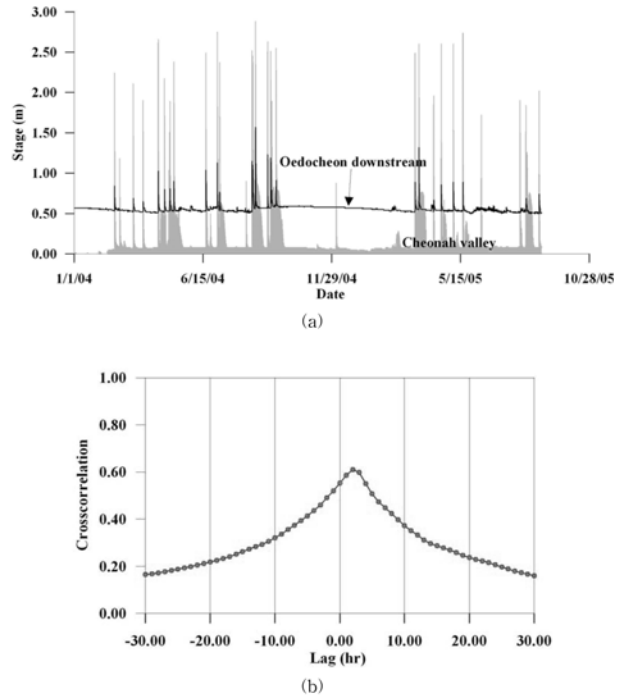 3.00
2.50
2.00
1.50
1.00
0.50
0.00
Stage (m)
Oedocheon downstream
Cheonah valley
1/1/04 6/15/04 11/29/04 5/15/05 10/28/05
Date
(a)
1.00
0.80
0.60
0.40
0.20
0.00
Crosscorrelation
-30.00 -20.00 -10.00 0.00 10.00 20.00 30.00
Lag (hr)
(b)